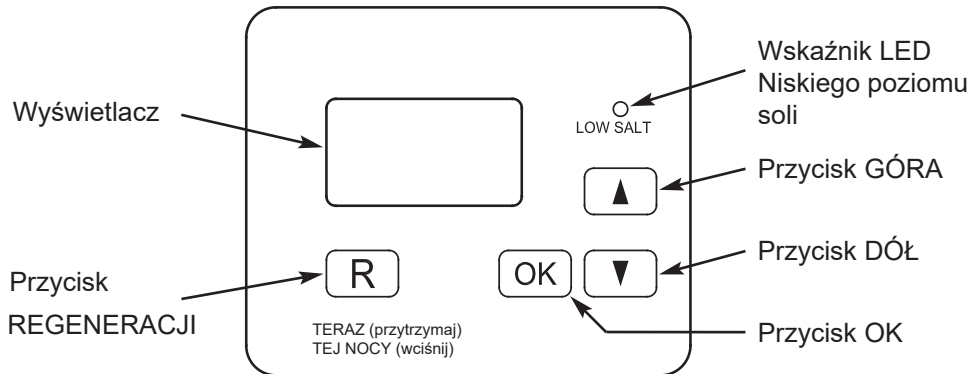 Wyświetlacz
Wskaźnik LED
Niskiego poziomu
soli
LOW SALT
Przycisk GÓRA
Przycisk DÓŁ
Przycisk
REGENERACJI
R
OK
TERAZ (przytrzymaj)
TEJ NOCY (wciśnij)
Przycisk OK